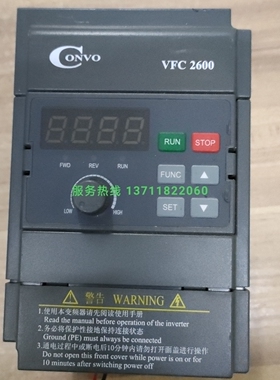 CONVO
VFC 2600
RUN STOP
FWD REV RUN
FUNC
服务热线 13711822060
LOW HIGH
SET
警告 WARNING
1.使用本变频器请先阅读使用手册
Read the manual before operation of the inverter
2.务必将保护性接地保持连接状态
Ground (PE) must always be connected
3.通电过程中或断电后10分钟内请勿打开面盖进行操作
Do not open this front cover while power is on or for
10 minutes after switching off power